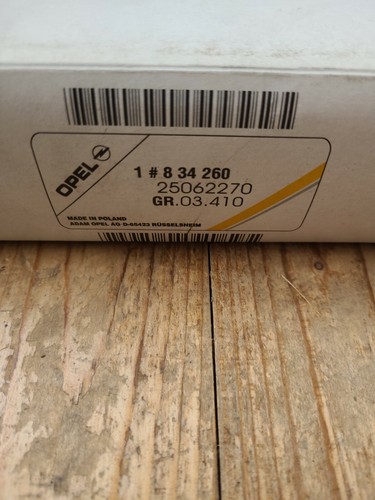 OPEL
1 # 8 34 260
25062270
GR.03.410
MADE IN POLAND
ADAM OPEL AG D-65423 RÜSSELSHEIM